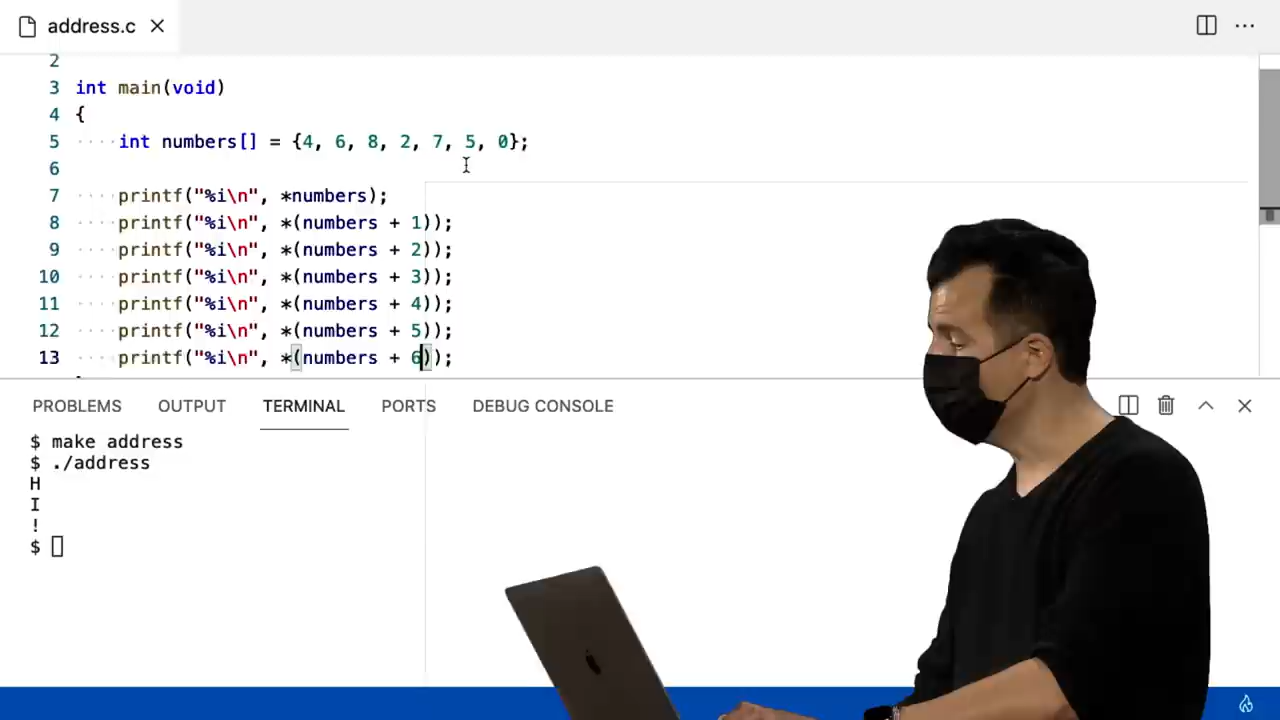 address.c
2
3 int main(void)
4 {
5 int numbers[] = {4, 6, 8, 2, 7, 5, 0};
6
7 printf("%i\n", *numbers);
8 printf("%i\n", *(numbers + 1));
9 printf("%i\n", *(numbers + 2));
10 printf("%i\n", *(numbers + 3));
11 printf("%i\n", *(numbers + 4));
12 printf("%i\n", *(numbers + 5));
13 printf("%i\n", *(numbers + 6));
PROBLEMS OUTPUT TERMINAL PORTS DEBUG CONSOLE
$ make address
$ ./address
H
I
!
$